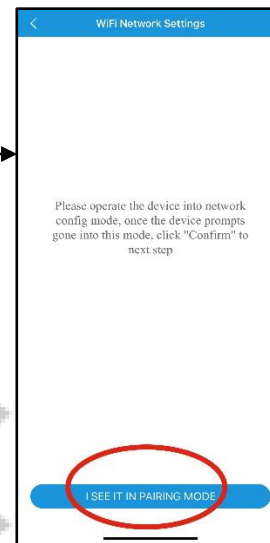 WiFi Network Settings
Please operate the device into network
config mode, once the device prompts
gone into this mode, click "Confirm" to
next step
I SEE IT IN PAIRING MODE